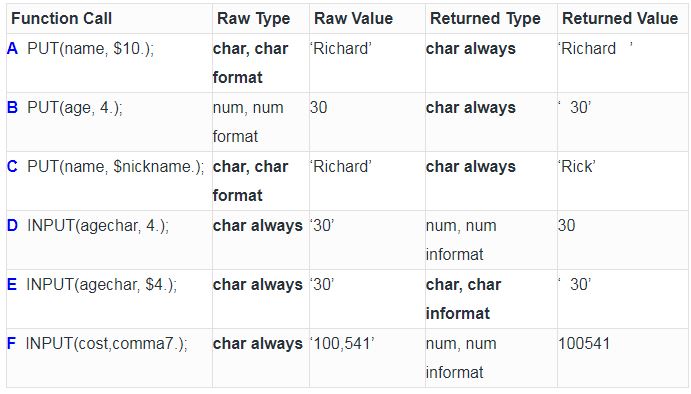 Function Call Raw Type Raw Value Returned Type Returned Value
A PUT(name, $10.); char, char format ‘Richard’ char always ‘Richard   ’
B PUT(age, 4.); num, num format 30 char always ‘  30’
C PUT(name, $nickname.); char, char format ‘Richard’ char always ‘Rick’
D INPUT(agechar, 4.); char always ‘30’ num, num informat 30
E INPUT(agechar, $4.); char always ‘30’ char, char informat ‘  30’
F INPUT(cost,comma7.); char always ‘100,541’ num, num informat 100541